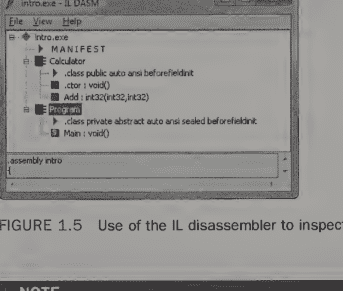 intro.exe - IL DASM
File View Help
intro.exe
MANIFEST
Calculator
.class public auto ansi beforefieldinit
.ctor : void()
Add : int32(int32,int32)
Program
.class private abstract auto ansi sealed beforefieldinit
Main : void()
.assembly intro
{
FIGURE 1.5 Use of the IL disassembler to inspect
NOTE